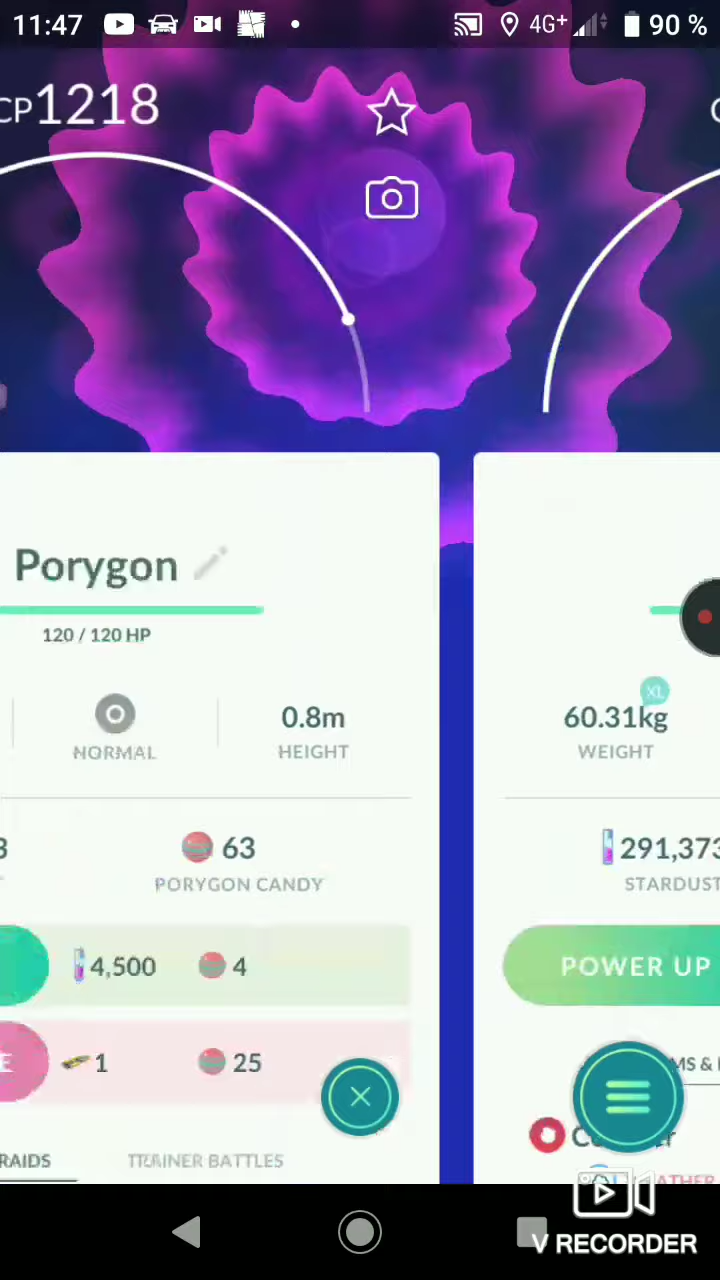 11:47
4G+
90 %
CP1218
Porygon
120 / 120 HP
NORMAL
0.8m
HEIGHT
XL
60.31kg
WEIGHT
63
PORYGON CANDY
291,373
STARDUST
4,500
4
POWER UP
1
25
RAIDS
TRAINER BATTLES
V RECORDER